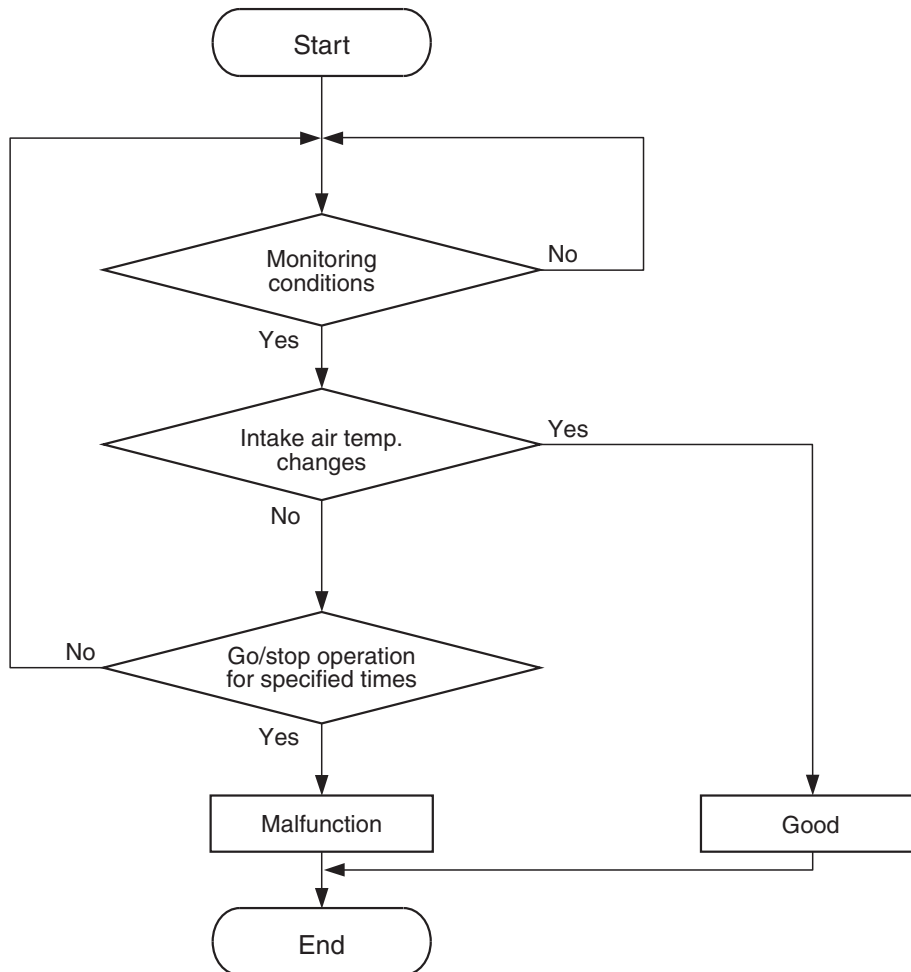 Start
Monitoring
conditions
No
Yes
Intake air temp.
changes
Yes
No
Go/stop operation
for specified times
No
Yes
Malfunction
Good
End